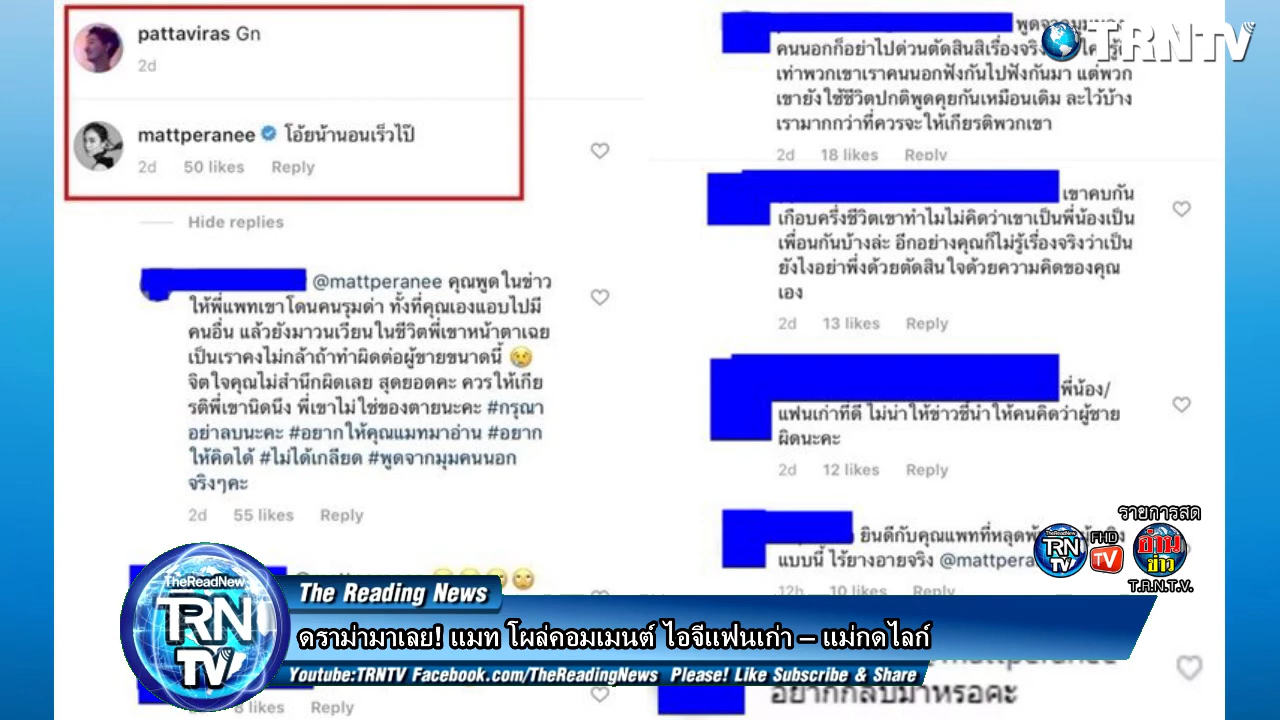 pattaviras Gn
2d
mattperanee โอ้ยน้านอนเร็วไป๊
2d 50 likes Reply
Hide replies
@mattperanee คุณพูดในข่าว
ให้พี่แพทเขาโดนคนรุมด่า ทั้งที่คุณเองแอบไปมี
คนอื่น แล้วยังมาวนเวียนในชีวิตพี่เขาหน้าตาเฉย
เป็นเราคงไม่กล้าถ้าทำผิดต่อผู้ชายขนาดนี้ 😢
จิตใจคุณไม่สำนึกผิดเลย สุดยอดคะ ควรให้เกีย
รติพี่เขานิดนึง พี่เขาไม่ใช่ของตายนะคะ #กรุณา
อย่าลบนะคะ #อยากให้คุณแมทมาอ่าน #อยาก
ให้คิดได้ #ไม่ได้เกลียด #พูดจากมุมคนนอก
จริงๆคะ
2d 55 likes Reply
8 likes Reply
คนนอกก็อย่าไปด่วนตัดสินสิเรื่องจริง
เท่าพวกเขาเราคนนอกฟังกันไปฟังกันมา แต่พวก
เขายังใช้ชีวิตปกติพูดคุยกันเหมือนเดิม ละไว้บ้าง
เรามากกว่าที่ควรจะให้เกียรติพวกเขา
2d 18 likes Reply
เขาคบกัน
เกือบครึ่งชีวิตเขาทำไมไม่คิดว่าเขาเป็นพี่น้องเป็น
เพื่อนกันบ้างล่ะ อีกอย่างคุณก็ไม่รู้เรื่องจริงว่าเป็น
ยังไงอย่าพึ่งด้วยตัดสินใจด้วยความคิดของคุณ
เอง
2d 13 likes Reply
พี่น้อง/
แฟนเก่าที่ดี ไม่น่าให้ข่าวชี้นำให้คนคิดว่าผู้ชาย
ผิดนะคะ
2d 12 likes Reply
ยินดีกับคุณแพทที่หลุดพ้
แบบนี้ ไร้ยางอายจริง @mattpera
12h 10 likes Reply
อยากกลับมาหรอคะ
TRNTV
รายการสด
TheReadNew
TRN
TV
FHD
TV
อ่าน
ข่าว
T.R.N.T.V.
TheReadNew
TRN
TV
The Reading News
ดราม่ามาเลย! แมท โผล่คอมเมนต์ ไอจีแฟนเก่า – แม่กดไลก์
Youtube:TRNTV Facebook.com/TheReadingNews Please! Like Subscribe & Share